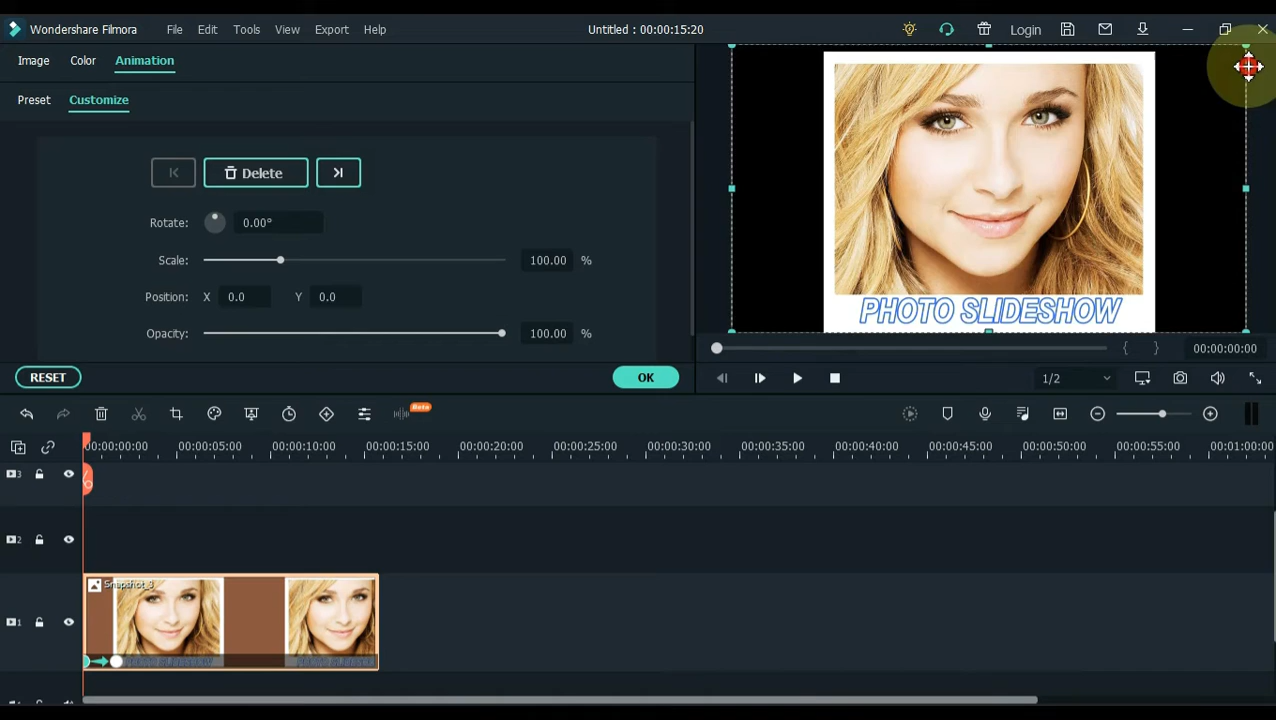 Wondershare Filmora File Edit Tools View Export Help Untitled : 00:00:15:20 Login
Image Color Animation
Preset Customize
Delete
Rotate: 0.00°
Scale: 100.00 %
Position: X 0.0 Y 0.0
Opacity: 100.00 %
RESET OK
PHOTO SLIDESHOW
{ } 00:00:00:00
1/2
Beta
00:00:00:00 00:00:05:00 00:00:10:00 00:00:15:00 00:00:20:00 00:00:25:00 00:00:30:00 00:00:35:00 00:00:40:00 00:00:45:00 00:00:50:00 00:00:55:00 00:01:00:00
3
2
Snapshot_3
1